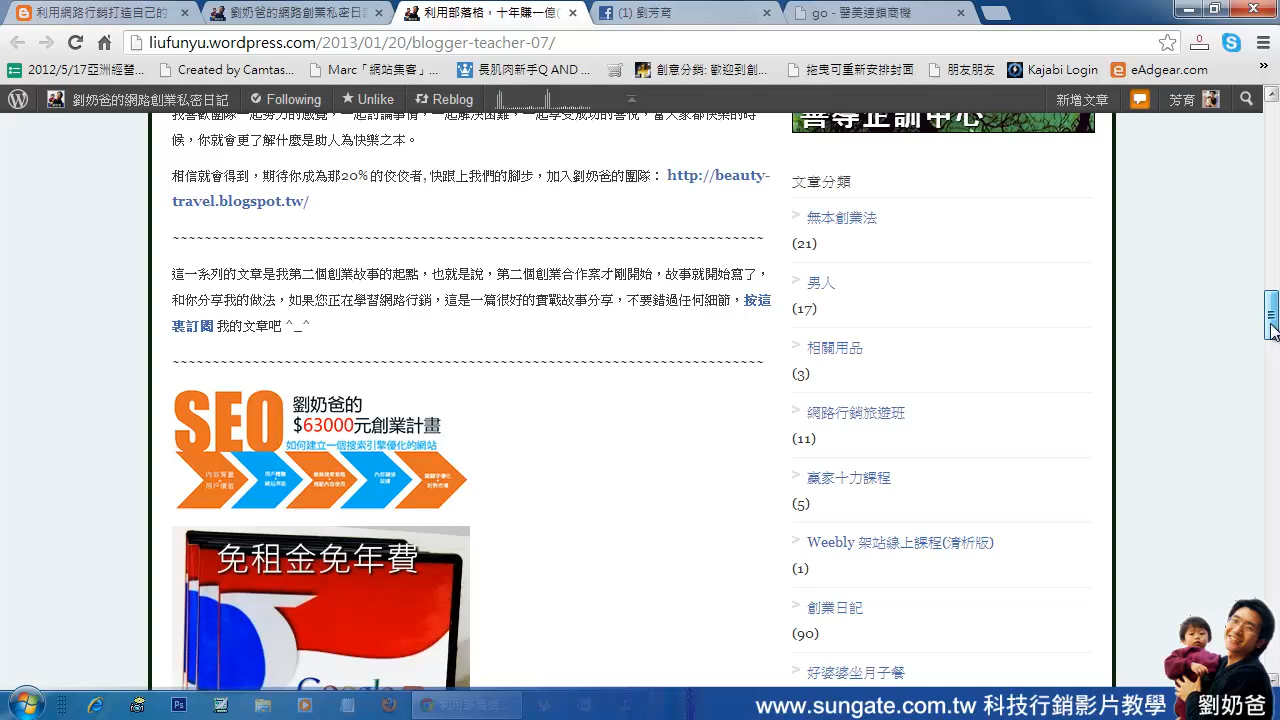 利用網路行銷打造自己的
劉奶爸的網路創業私密日
利用部落格，十年賺一億(
(1) 劉芳育
go - 醫美連鎖商機
liufunyu.wordpress.com/2013/01/20/blogger-teacher-07/
2012/5/17亞洲經營...
Created by Camtas...
Marc「網站集客」...
長肌肉新手Q AND ...
創意分銷: 歡迎到創...
拖曳可重新安排封面
朋友朋友
Kajabi Login
eAdgear.com
劉奶爸的網路創業私密日記
Following
Unlike
Reblog
新增文章
芳育
候，你就會更了解什麼是助人為快樂之本。
相信就會得到，期待你成為那20% 的佼佼者, 快跟上我們的腳步，加入劉奶爸的團隊： http://beauty-
travel.blogspot.tw/
~~~~~~~~~~~~~~~~~~~~~~~~~~~~~~~~~~~~~~~~~~~~~~~~~~~~~~~~~~~~~~~~~~~~~~~~~~
這一系列的文章是我第二個創業故事的起點，也就是說，第二個創業合作案才剛開始，故事就開始寫了，
和你分享我的做法，如果您正在學習網路行銷，這是一篇很好的實戰故事分享，不要錯過任何細節，按這
裏訂閱 我的文章吧 ^_^
~~~~~~~~~~~~~~~~~~~~~~~~~~~~~~~~~~~~~~~~~~~~~~~~~~~~~~~~~~~~~~~~~~~~~~~~~~
SEO
劉奶爸的
$63000元創業計畫
如何建立一個搜索引擎優化的網站
免租金免年費
善導企訓中心
文章分類
無本創業法
(21)
男人
(17)
相關用品
(3)
網路行銷旅遊班
(11)
贏家十力課程
(5)
Weebly 架站線上課程(清析版)
(1)
創業日記
(90)
好婆婆坐月子餐
www.sungate.com.tw 科技行銷影片教學
劉奶爸